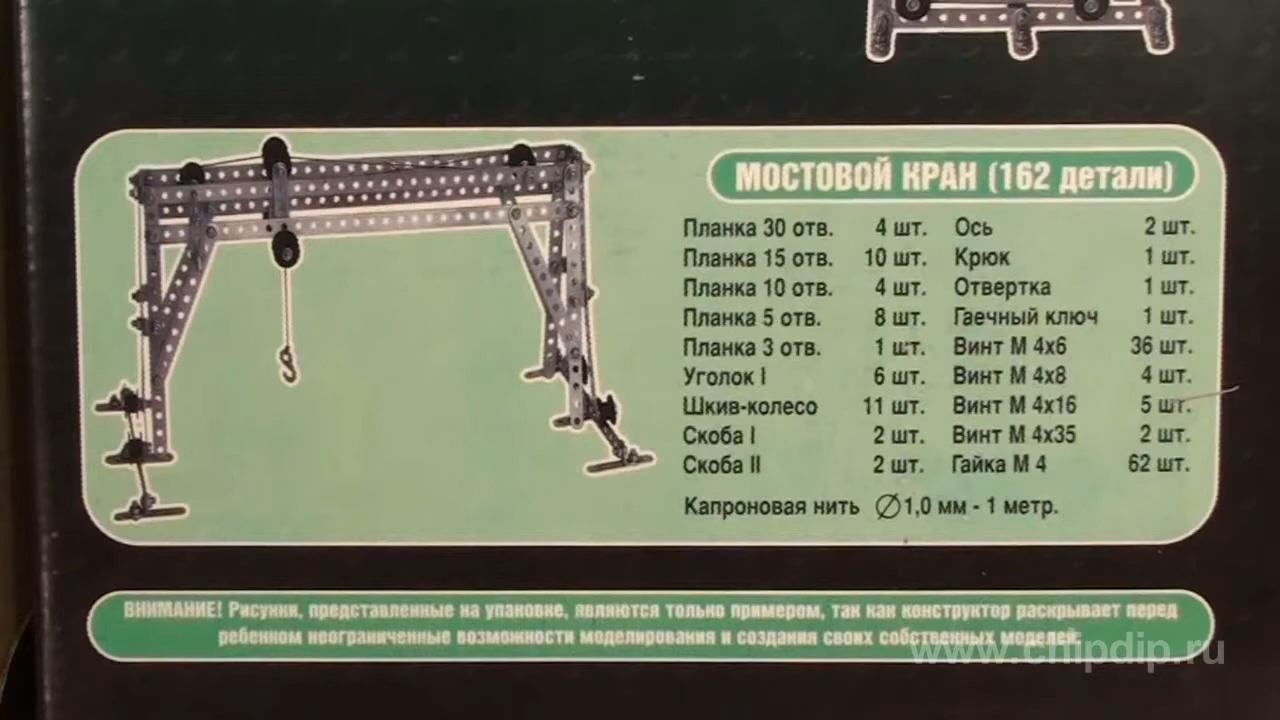 МОСТОВОЙ КРАН (162 детали)
Планка 30 отв. 4 шт. Ось 2 шт.
Планка 15 отв. 10 шт. Крюк 1 шт.
Планка 10 отв. 4 шт. Отвертка 1 шт.
Планка 5 отв. 8 шт. Гаечный ключ 1 шт.
Планка 3 отв. 1 шт. Винт М 4х6 36 шт.
Уголок I 6 шт. Винт М 4х8 4 шт.
Шкив-колесо 11 шт. Винт М 4х16 5 шт.
Скоба I 2 шт. Винт М 4х35 2 шт.
Скоба II 2 шт. Гайка М 4 62 шт.
Капроновая нить ∅1,0 мм - 1 метр.
ВНИМАНИЕ! Рисунки, представленные на упаковке, являются только примером, так как конструктор раскрывает перед
ребенком неограниченные возможности моделирования и создания своих собственных моделей.
www.chipdip.ru